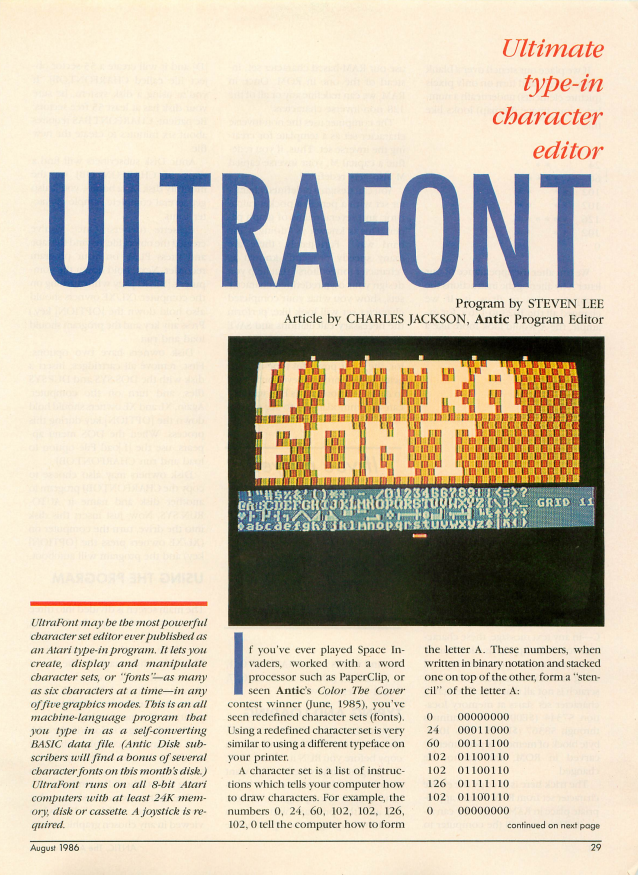 Ultimate
type-in
character
editor
ULTRAFONT
Program by STEVEN LEE
Article by CHARLES JACKSON, Antic Program Editor
ULTRA
FONT
GRID 11
UltraFont may be the most powerful
character set editor ever published as
an Atari type-in program. It lets you
create, display and manipulate
character sets, or "fonts"—as many
as six characters at a time—in any
of five graphics modes. This is an all
machine-language program that
you type in as a self-converting
BASIC data file. (Antic Disk sub-
scribers will find a bonus of several
character fonts on this month's disk.)
UltraFont runs on all 8-bit Atari
computers with at least 24K mem-
ory, disk or cassette. A joystick is re-
quired.
If you've ever played Space In-
vaders, worked with a word
processor such as PaperClip, or
seen Antic's Color The Cover
contest winner (June, 1985), you've
seen redefined character sets (fonts).
Using a redefined character set is very
similar to using a different typeface on
your printer.
A character set is a list of instruc-
tions which tells your computer how
to draw characters. For example, the
numbers 0, 24, 60, 102, 102, 126,
102, 0 tell the computer how to form
the letter A. These numbers, when
written in binary notation and stacked
one on top of the other, form a "sten-
cil" of the letter A:
0 00000000
24 00011000
60 00111100
102 01100110
102 01100110
126 01111110
102 01100110
0 00000000
continued on next page
August 1986
29